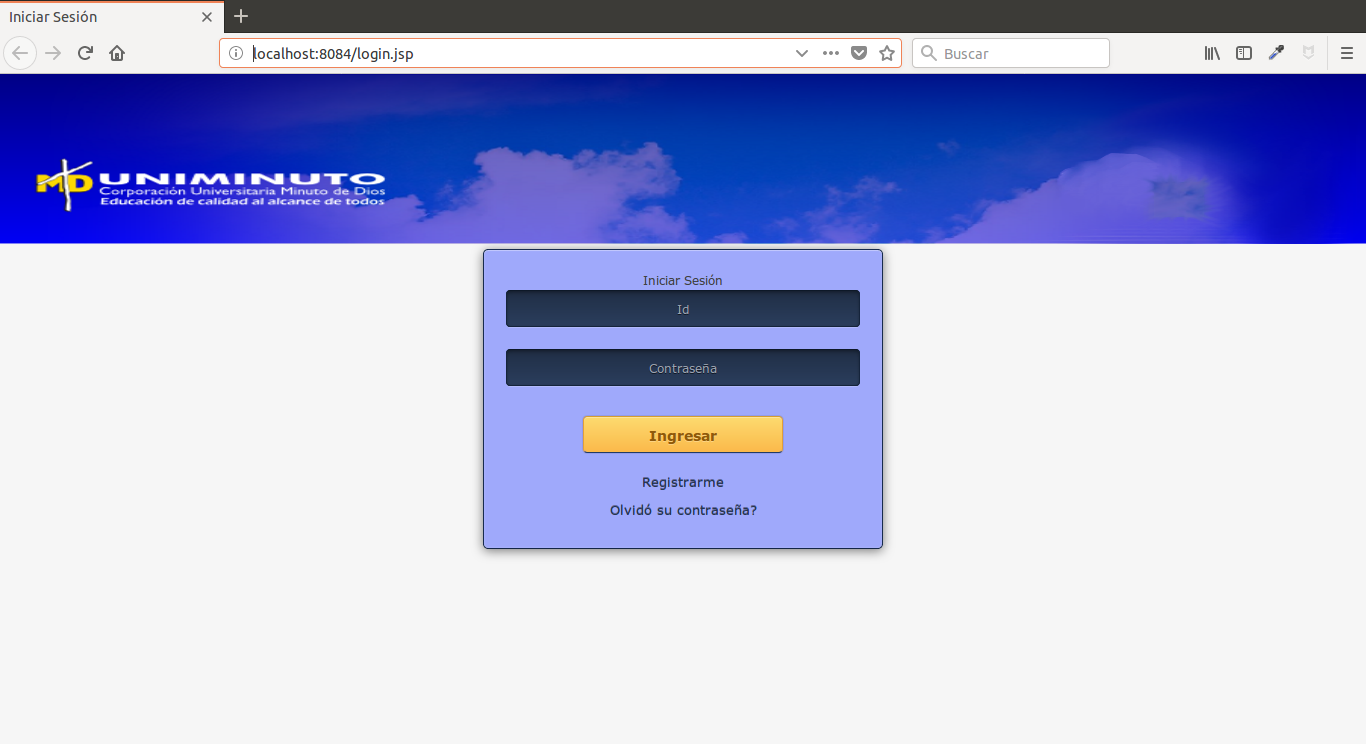 Iniciar Sesión
localhost:8084/login.jsp
Buscar
MD UNIMINUTO
Corporación Universitaria Minuto de Dios
Educación de calidad al alcance de todos
Iniciar Sesión
Id
Contraseña
Ingresar
Registrarme
Olvidó su contraseña?